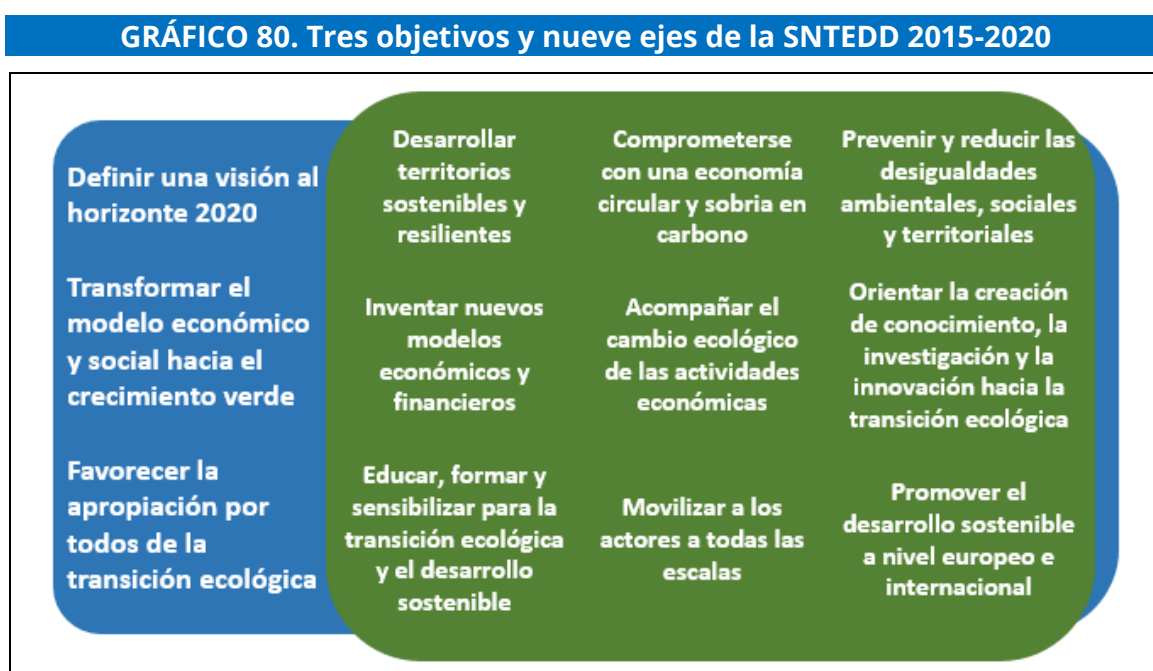 GRÁFICO 80. Tres objetivos y nueve ejes de la SNTEDD 2015-2020
Definir una visión al
horizonte 2020
Desarrollar
territorios
sostenibles y
resilientes
Comprometerse
con una economía
circular y sobria en
carbono
Prevenir y reducir las
desigualdades
ambientales, sociales
y territoriales
Transformar el
modelo económico
y social hacia el
crecimiento verde
Inventar nuevos
modelos
económicos y
financieros
Acompañar el
cambio ecológico
de las actividades
económicas
Orientar la creación
de conocimiento, la
investigación y la
innovación hacia la
transición ecológica
Favorecer la
apropiación por
todos de la
transición ecológica
Educar, formar y
sensibilizar para la
transición ecológica
y el desarrollo
sostenible
Movilizar a los
actores a todas las
escalas
Promover el
desarrollo sostenible
a nivel europeo e
internacional